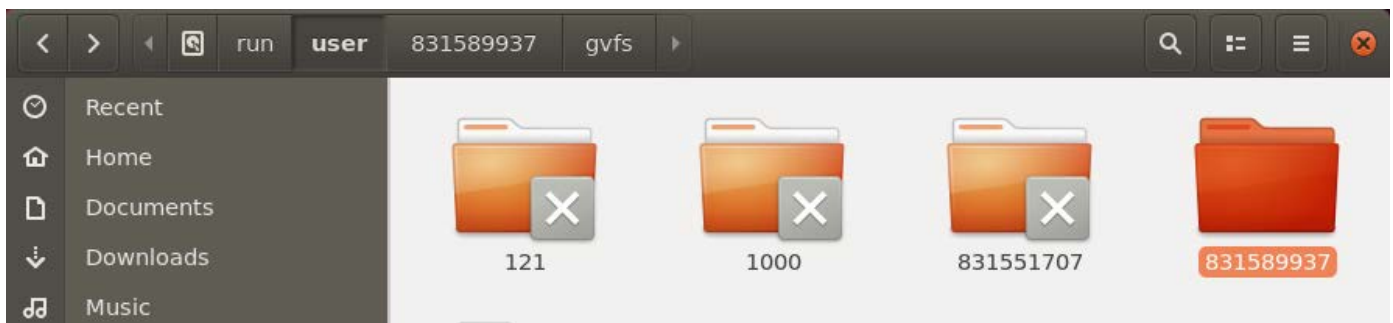 run user 831589937 gvfs
Recent
Home
Documents
Downloads
Music
121 1000 831551707 831589937